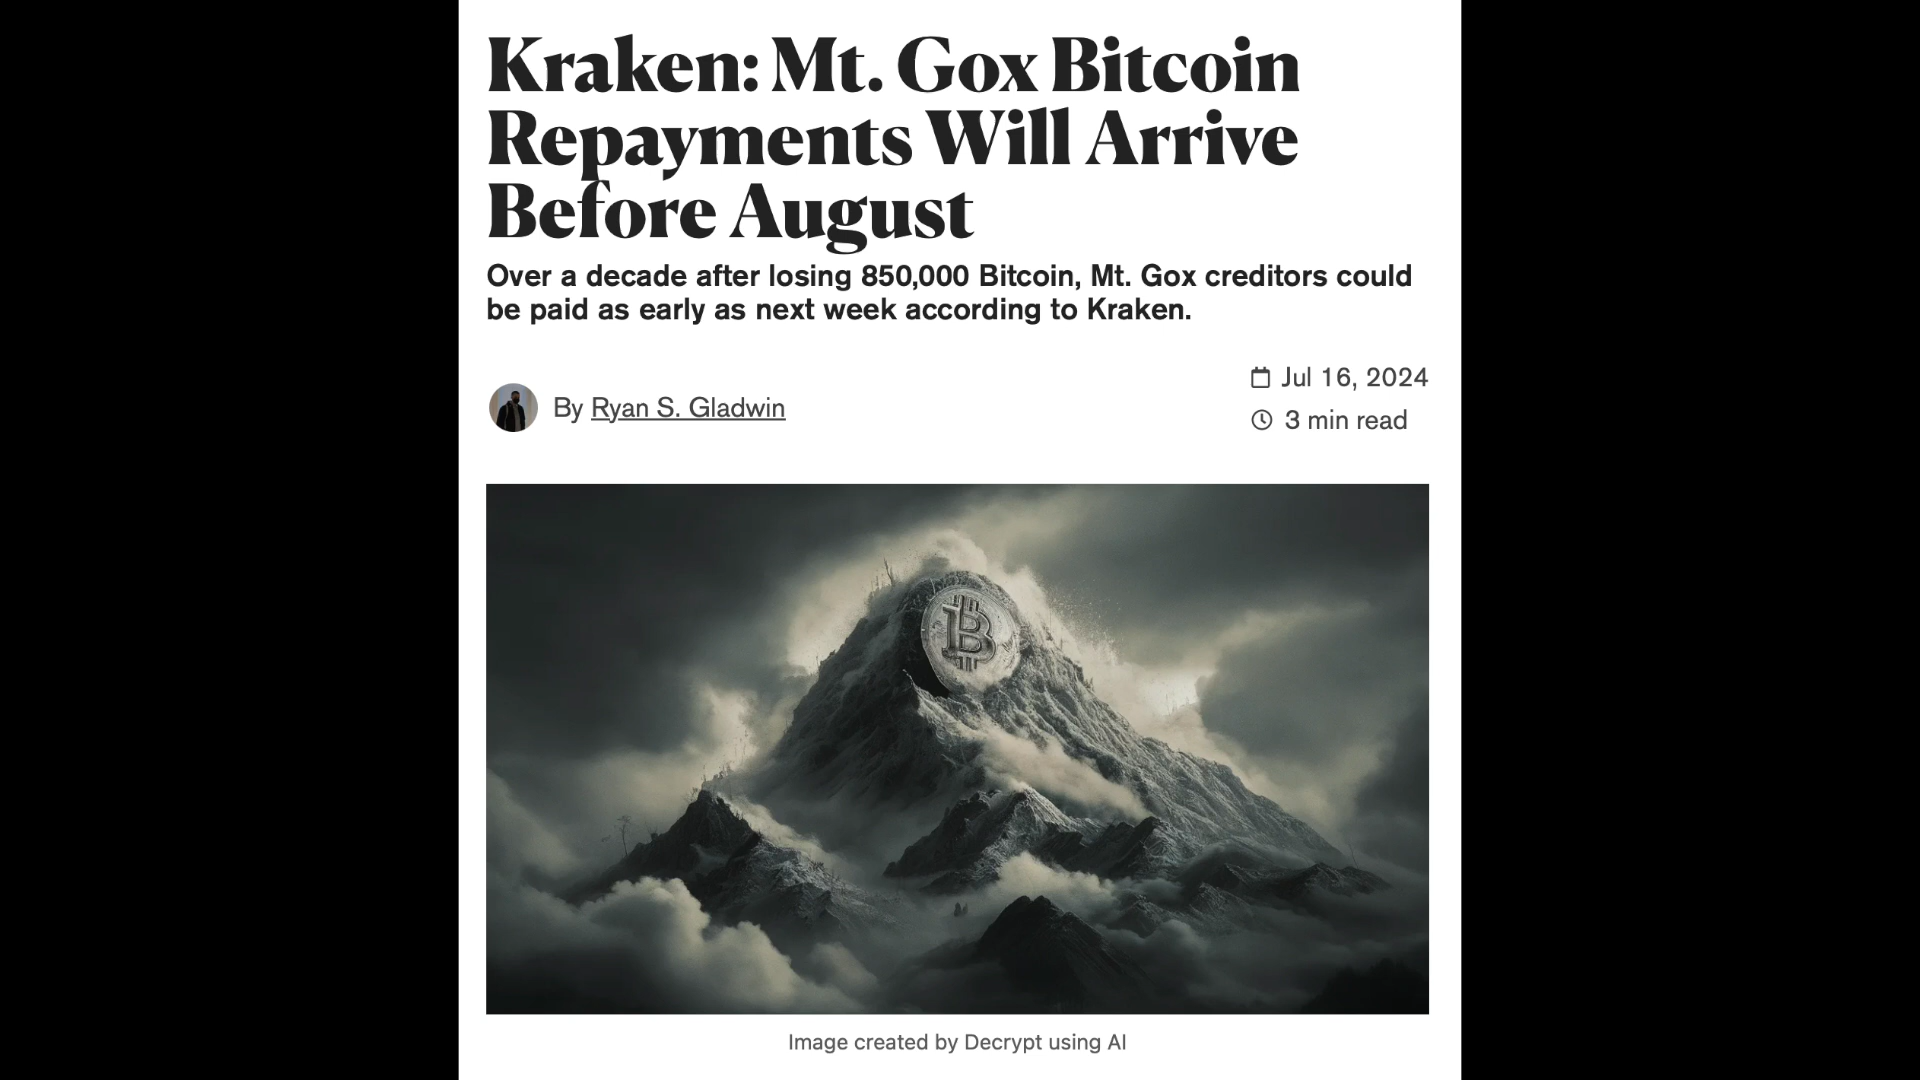 Kraken: Mt. Gox Bitcoin
Repayments Will Arrive
Before August
Over a decade after losing 850,000 Bitcoin, Mt. Gox creditors could
be paid as early as next week according to Kraken.
By Ryan S. Gladwin
Jul 16, 2024
3 min read
Image created by Decrypt using AI